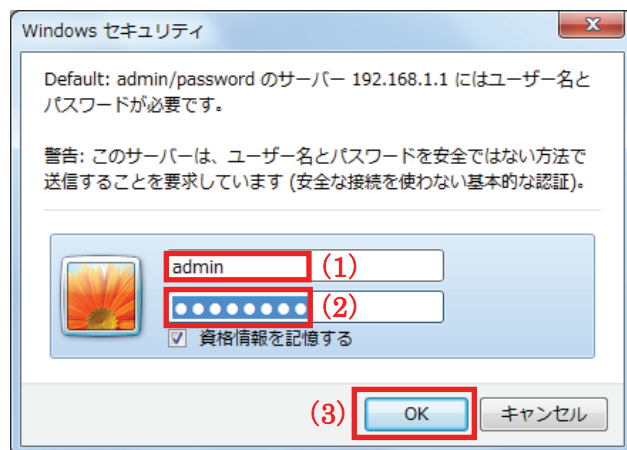 Windows セキュリティ
Default: admin/password のサーバー 192.168.1.1 にはユーザー名と
パスワードが必要です。
警告: このサーバーは、ユーザー名とパスワードを安全ではない方法で
送信することを要求しています (安全な接続を使わない基本的な認証)。
admin (1)
●●●●●●●● (2)
資格情報を記憶する
(3) OK キャンセル